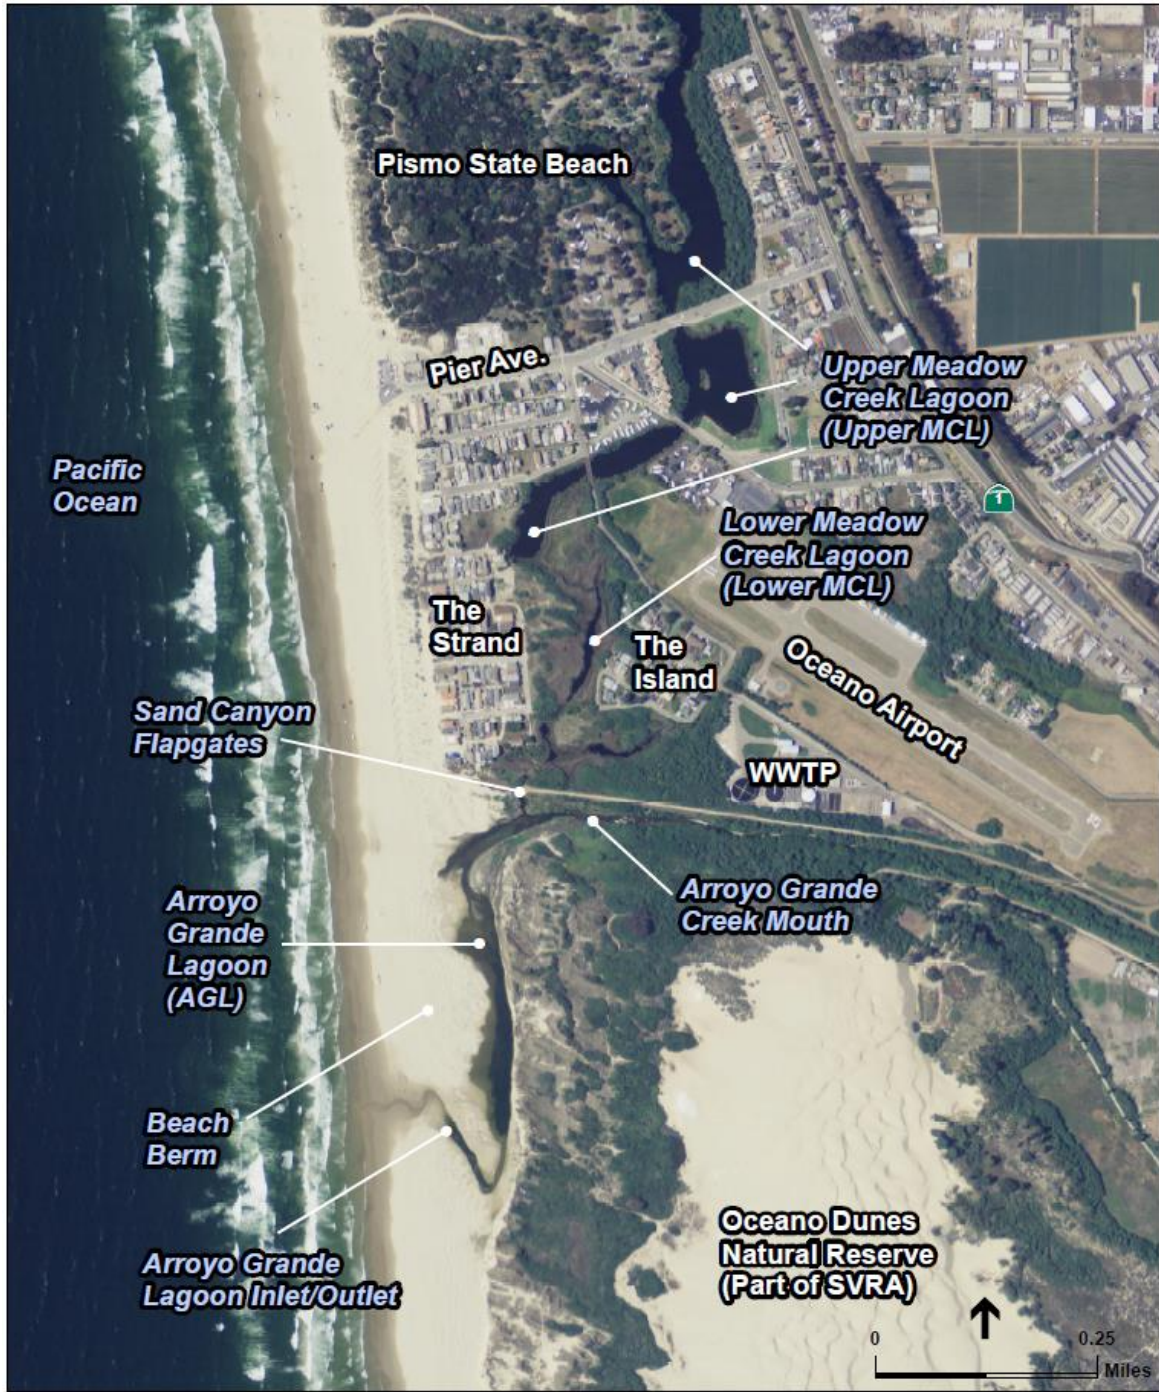 Pismo State Beach
Pier Ave.
Upper Meadow
Creek Lagoon
(Upper MCL)
Pacific
Ocean
1
Lower Meadow
Creek Lagoon
(Lower MCL)
The
Strand
The
Island
Oceano Airport
Sand Canyon
Flapgates
WWTP
Arroyo Grande
Creek Mouth
Arroyo
Grande
Lagoon
(AGL)
Beach
Berm
Arroyo Grande
Lagoon Inlet/Outlet
Oceano Dunes
Natural Reserve
(Part of SVRA)
0 0.25
Miles